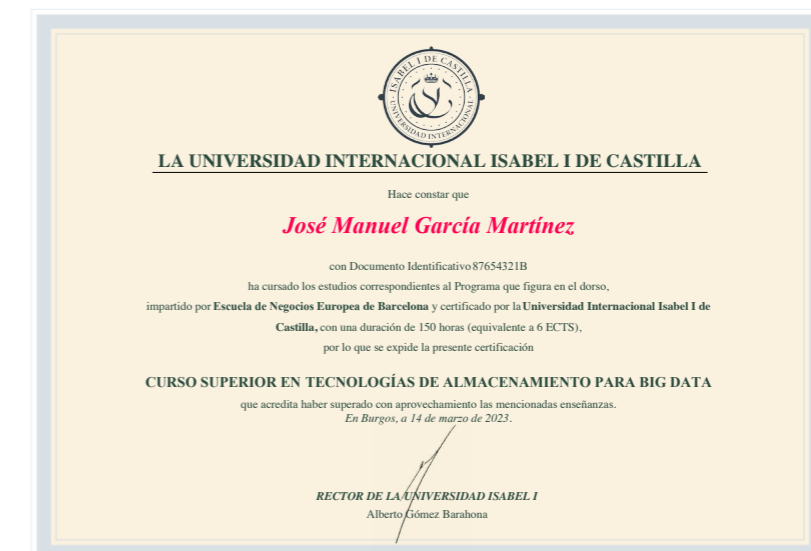 ISABEL I DE CASTILLA
UNIVERSIDAD INTERNACIONAL
LA UNIVERSIDAD INTERNACIONAL ISABEL I DE CASTILLA
Hace constar que
José Manuel García Martínez
con Documento Identificativo 87654321B
ha cursado los estudios correspondientes al Programa que figura en el dorso,
impartido por Escuela de Negocios Europea de Barcelona y certificado por la Universidad Internacional Isabel I de
Castilla, con una duración de 150 horas (equivalente a 6 ECTS),
por lo que se expide la presente certificación
CURSO SUPERIOR EN TECNOLOGÍAS DE ALMACENAMIENTO PARA BIG DATA
que acredita haber superado con aprovechamiento las mencionadas enseñanzas.
En Burgos, a 14 de marzo de 2023.
RECTOR DE LA UNIVERSIDAD ISABEL I
Alberto Gómez Barahona